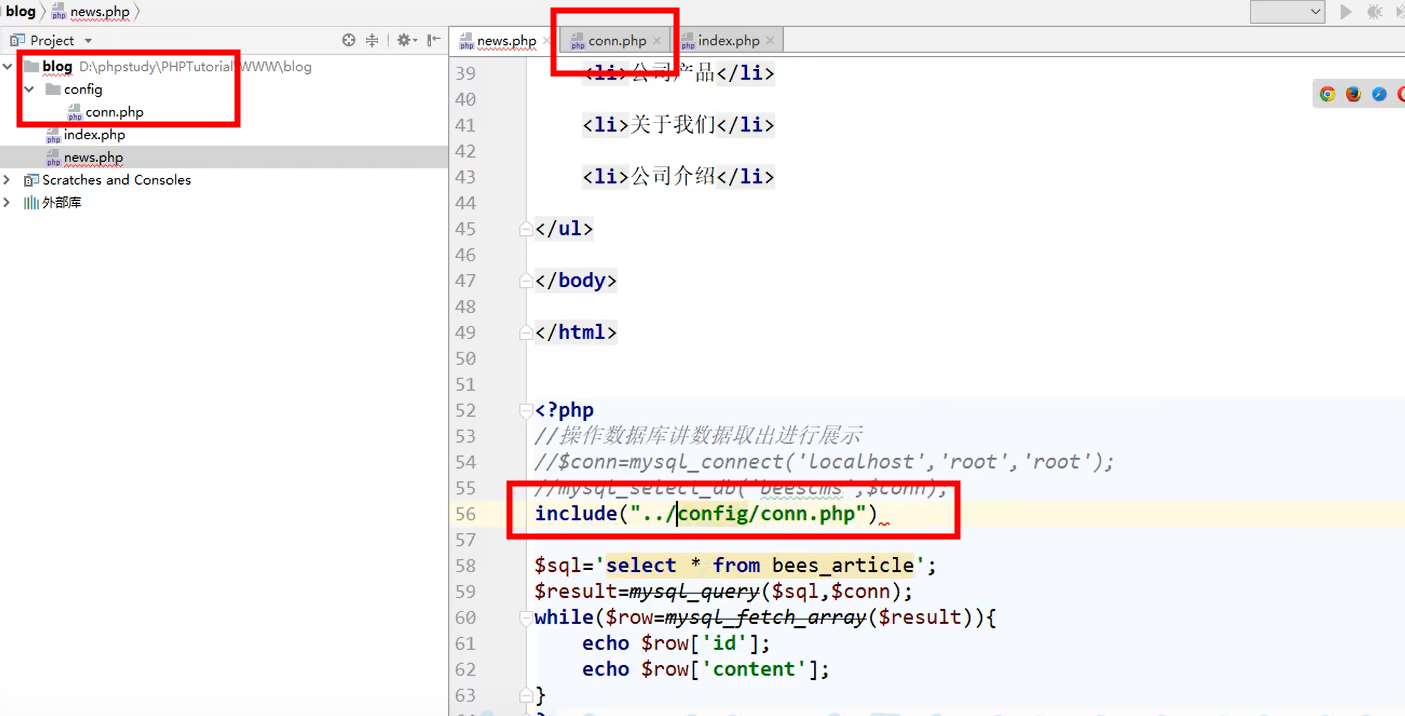 blog news.php
Project
blog D:\phpstudy\PHPTutorial\WWW\blog
config
conn.php
index.php
news.php
Scratches and Consoles
外部库
news.php conn.php index.php
39 <li>公司产品</li>
40
41 <li>关于我们</li>
42
43 <li>公司介绍</li>
44
45 </ul>
46
47 </body>
48
49 </html>
50
51
52 <?php
53 //操作数据库讲数据取出进行展示
54 //$conn=mysql_connect('localhost','root','root');
55 //mysql_select_db('beescms',$conn);
56 include("../config/conn.php")
57
58 $sql='select * from bees_article';
59 $result=mysql_query($sql,$conn);
60 while($row=mysql_fetch_array($result)){
61 echo $row['id'];
62 echo $row['content'];
63 }